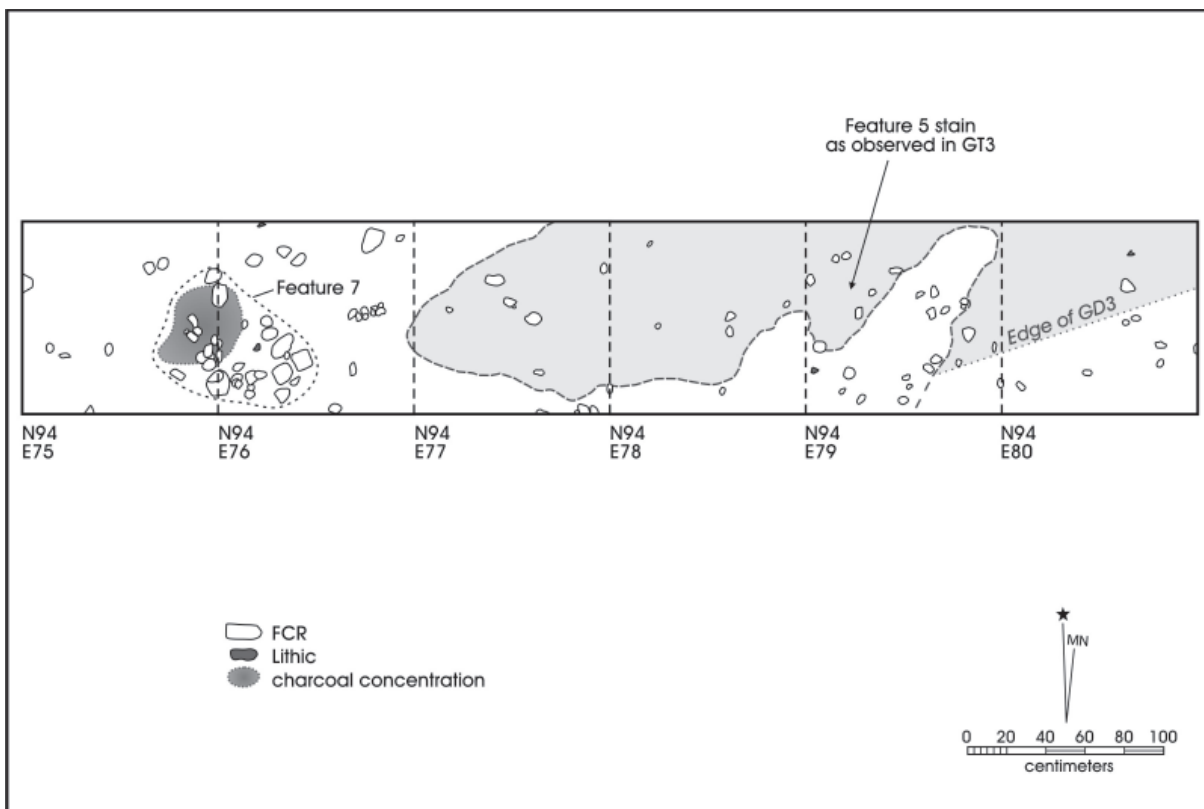 Feature 5 stain
as observed in GT3
Feature 7
Edge of GD3
N94
E75
N94
E76
N94
E77
N94
E78
N94
E79
N94
E80
FCR
Lithic
charcoal concentration
MN
0 20 40 60 80 100
centimeters